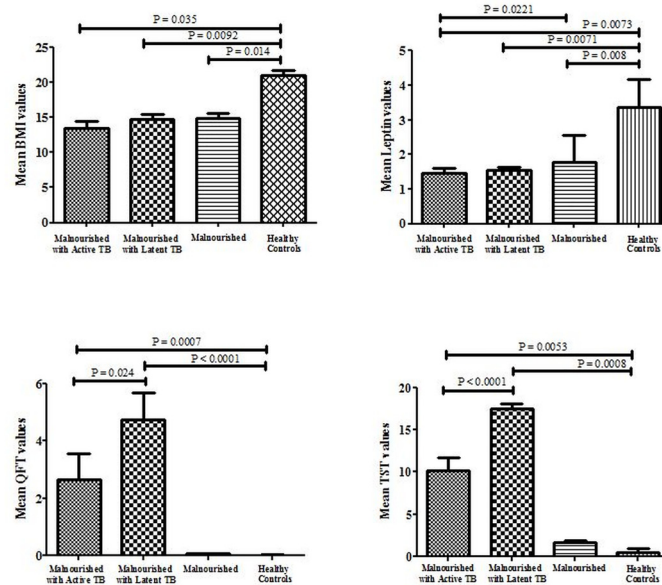 P = 0.035
P = 0.0092
P = 0.014
25
20
15
10
5
0
Mean BMI values
Malnourished with Active TB
Malnourished with Latent TB
Malnourished
Healthy Controls
P = 0.0221
P = 0.0073
P = 0.0071
P = 0.008
5
4
3
2
1
0
Mean Leptin values
Malnourished with Active TB
Malnourished with Latent TB
Malnourished
Healthy Controls
P = 0.0007
P < 0.0001
P = 0.024
6
4
2
0
Mean QFT values
Malnourished with Active TB
Malnourished with Latent TB
Malnourished
Healthy Controls
P = 0.0053
P = 0.0008
P < 0.0001
20
15
10
5
0
Mean TST values
Malnourished with Active TB
Malnourished with Latent TB
Malnourished
Healthy Controls